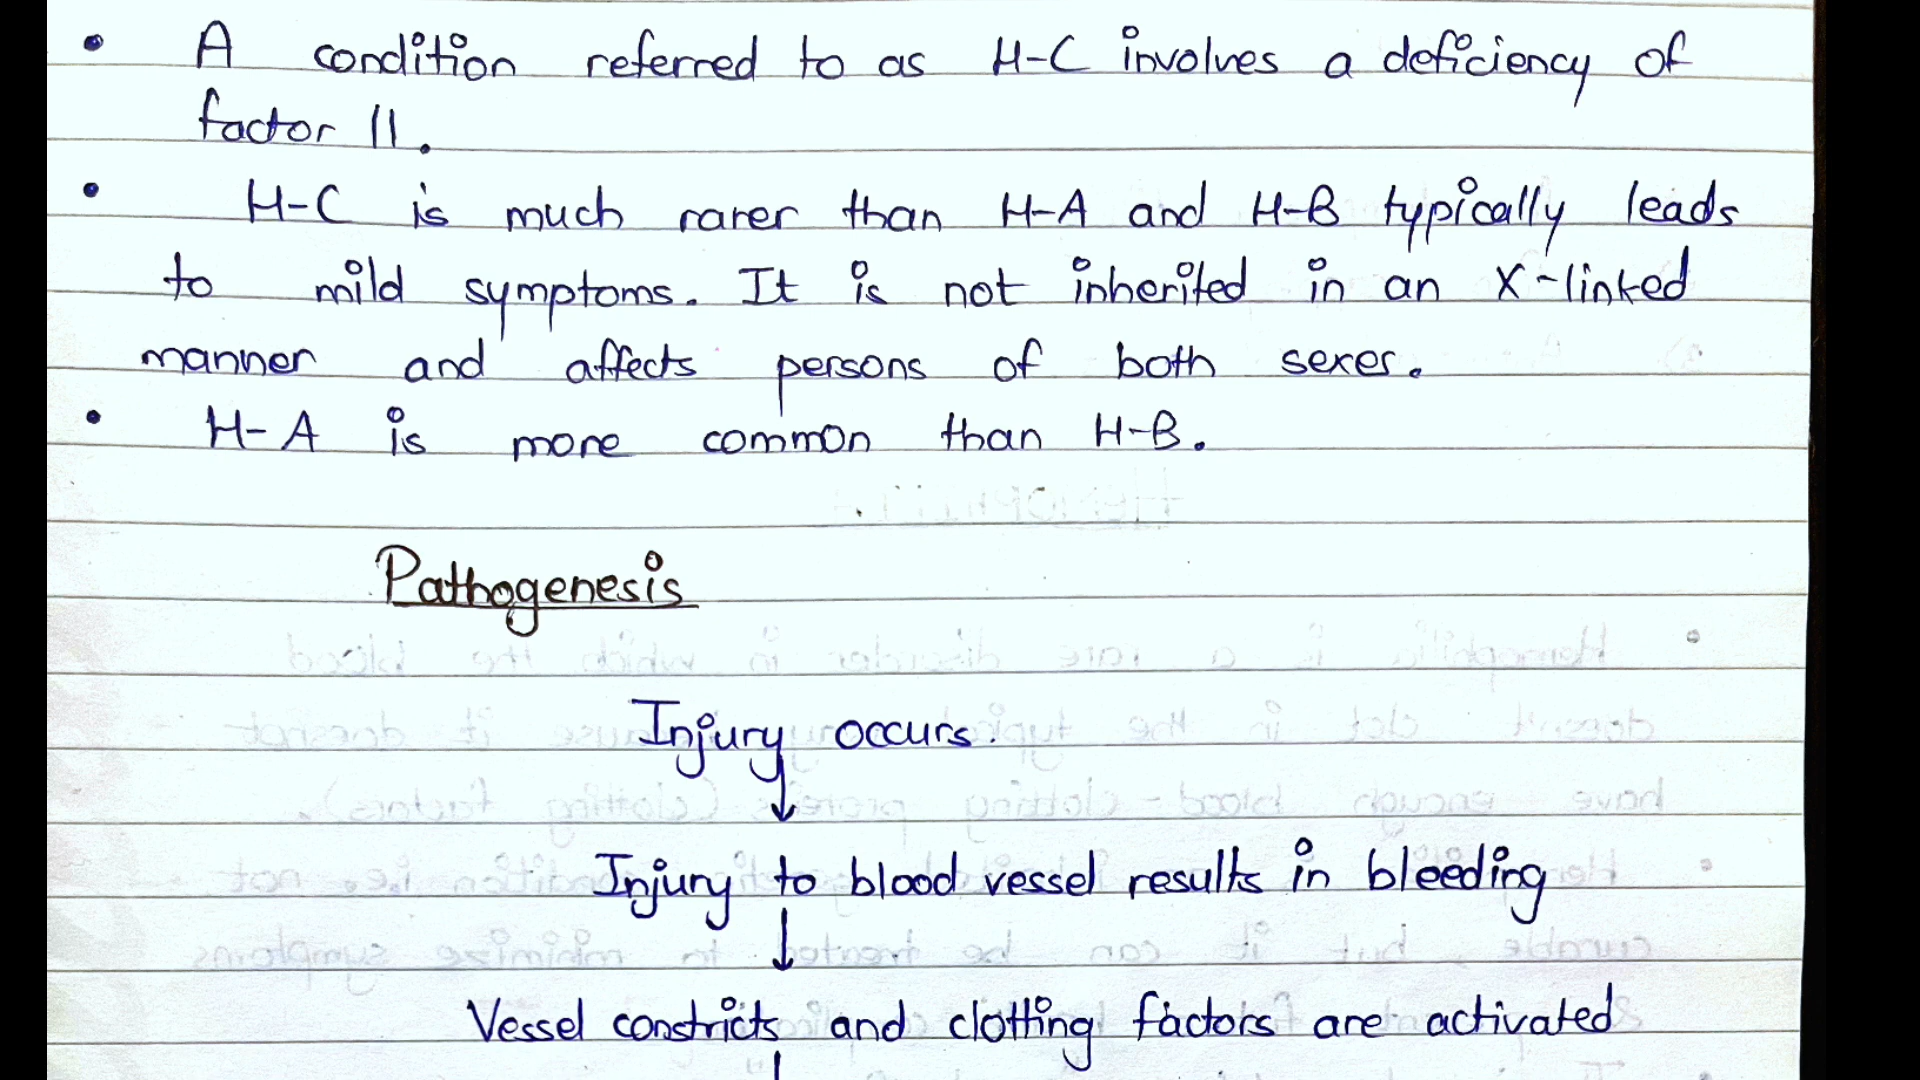 • A condition referred to as H-C involves a deficiency of
factor 11.
• H-C is much rarer than H-A and H-B typically leads
to mild symptoms. It is not inherited in an X-linked
manner and affects persons of both sexes.
• H-A is more common than H-B.
Pathogenesis
Injury occurs.
↓
Injury to blood vessel results in bleeding
↓
Vessel constricts and clotting factors are activated